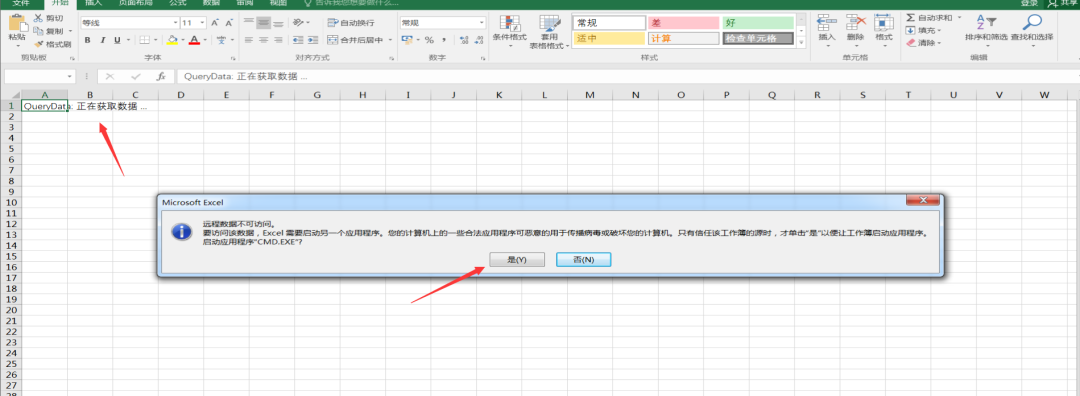 文件 开始 插入 页面布局 公式 数据 审阅 视图 告诉我您想要做什么... 登录 共享
粘贴 剪切 复制 格式刷
剪贴板
等线 11 A A
B I U A 文
字体
自动换行
合并后居中
对齐方式
常规
% ,
数字
条件格式 套用表格格式
常规 差 好
适中 计算 检查单元格
样式
插入 删除 格式
单元格
自动求和
填充
清除
排序和筛选 查找和选择
编辑
fx QueryData: 正在获取数据 ...
A B C D E F G H I J K L M N O P Q R S T U V W
1 QueryData: 正在获取数据 ...
2
3
4
5
6
7
8
9
10
11
12
13
14
15
16
17
18
19
20
21
22
23
24
25
26
27
28
Microsoft Excel
远程数据不可访问。
要访问该数据，Excel 需要启动另一个应用程序。您的计算机上的一些合法应用程序可恶意的用于传播病毒或破坏您的计算机。只有信任该工作簿的源时，才单击“是”以便让工作簿启动应用程序。
启动应用程序“CMD.EXE”?
是(Y) 否(N)